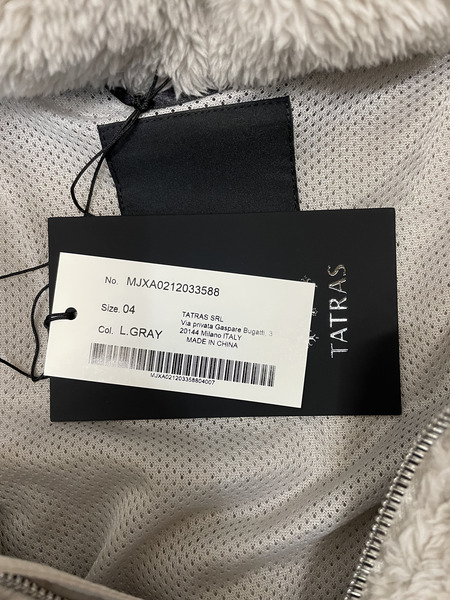 No. MJXA0212033588
Size. 04
Col. L.GRAY
TATRAS SRL
Via privata Gaspare Bugatti, 3
20144 Milano ITALY
MADE IN CHINA
MJXA021203358804007
TATRAS